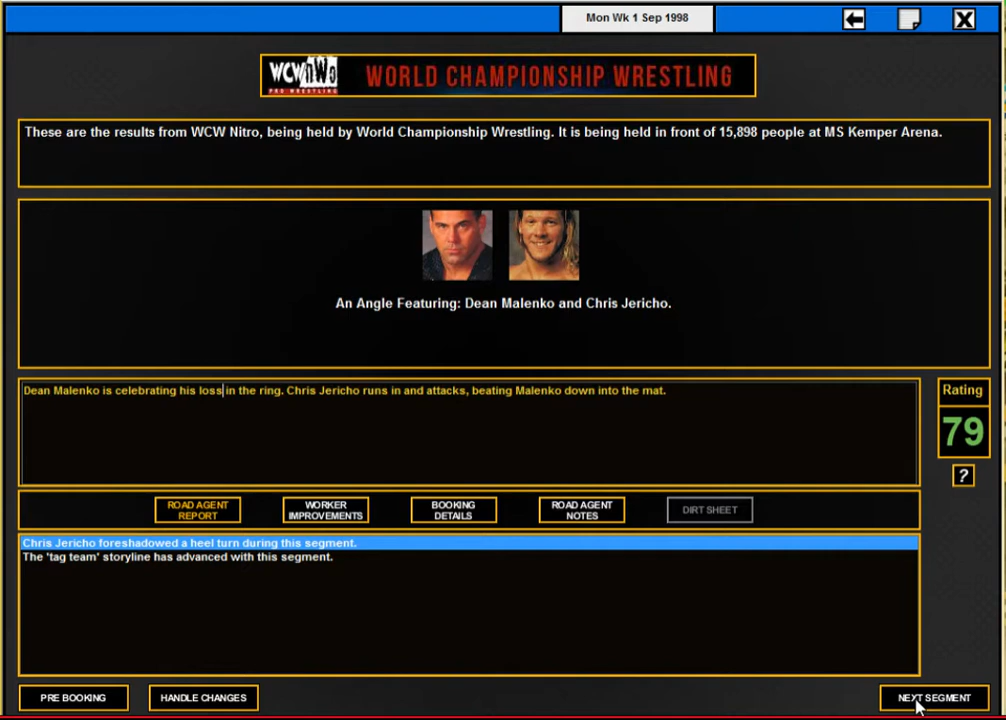 Mon Wk 1 Sep 1998
WCW nWo
PRO WRESTLING
WORLD CHAMPIONSHIP WRESTLING
These are the results from WCW Nitro, being held by World Championship Wrestling. It is being held in front of 15,898 people at MS Kemper Arena.
An Angle Featuring: Dean Malenko and Chris Jericho.
Dean Malenko is celebrating his loss in the ring. Chris Jericho runs in and attacks, beating Malenko down into the mat.
Rating
79
?
ROAD AGENT REPORT
WORKER IMPROVEMENTS
BOOKING DETAILS
ROAD AGENT NOTES
DIRT SHEET
Chris Jericho foreshadowed a heel turn during this segment.
The 'tag team' storyline has advanced with this segment.
PRE BOOKING
HANDLE CHANGES
NEXT SEGMENT